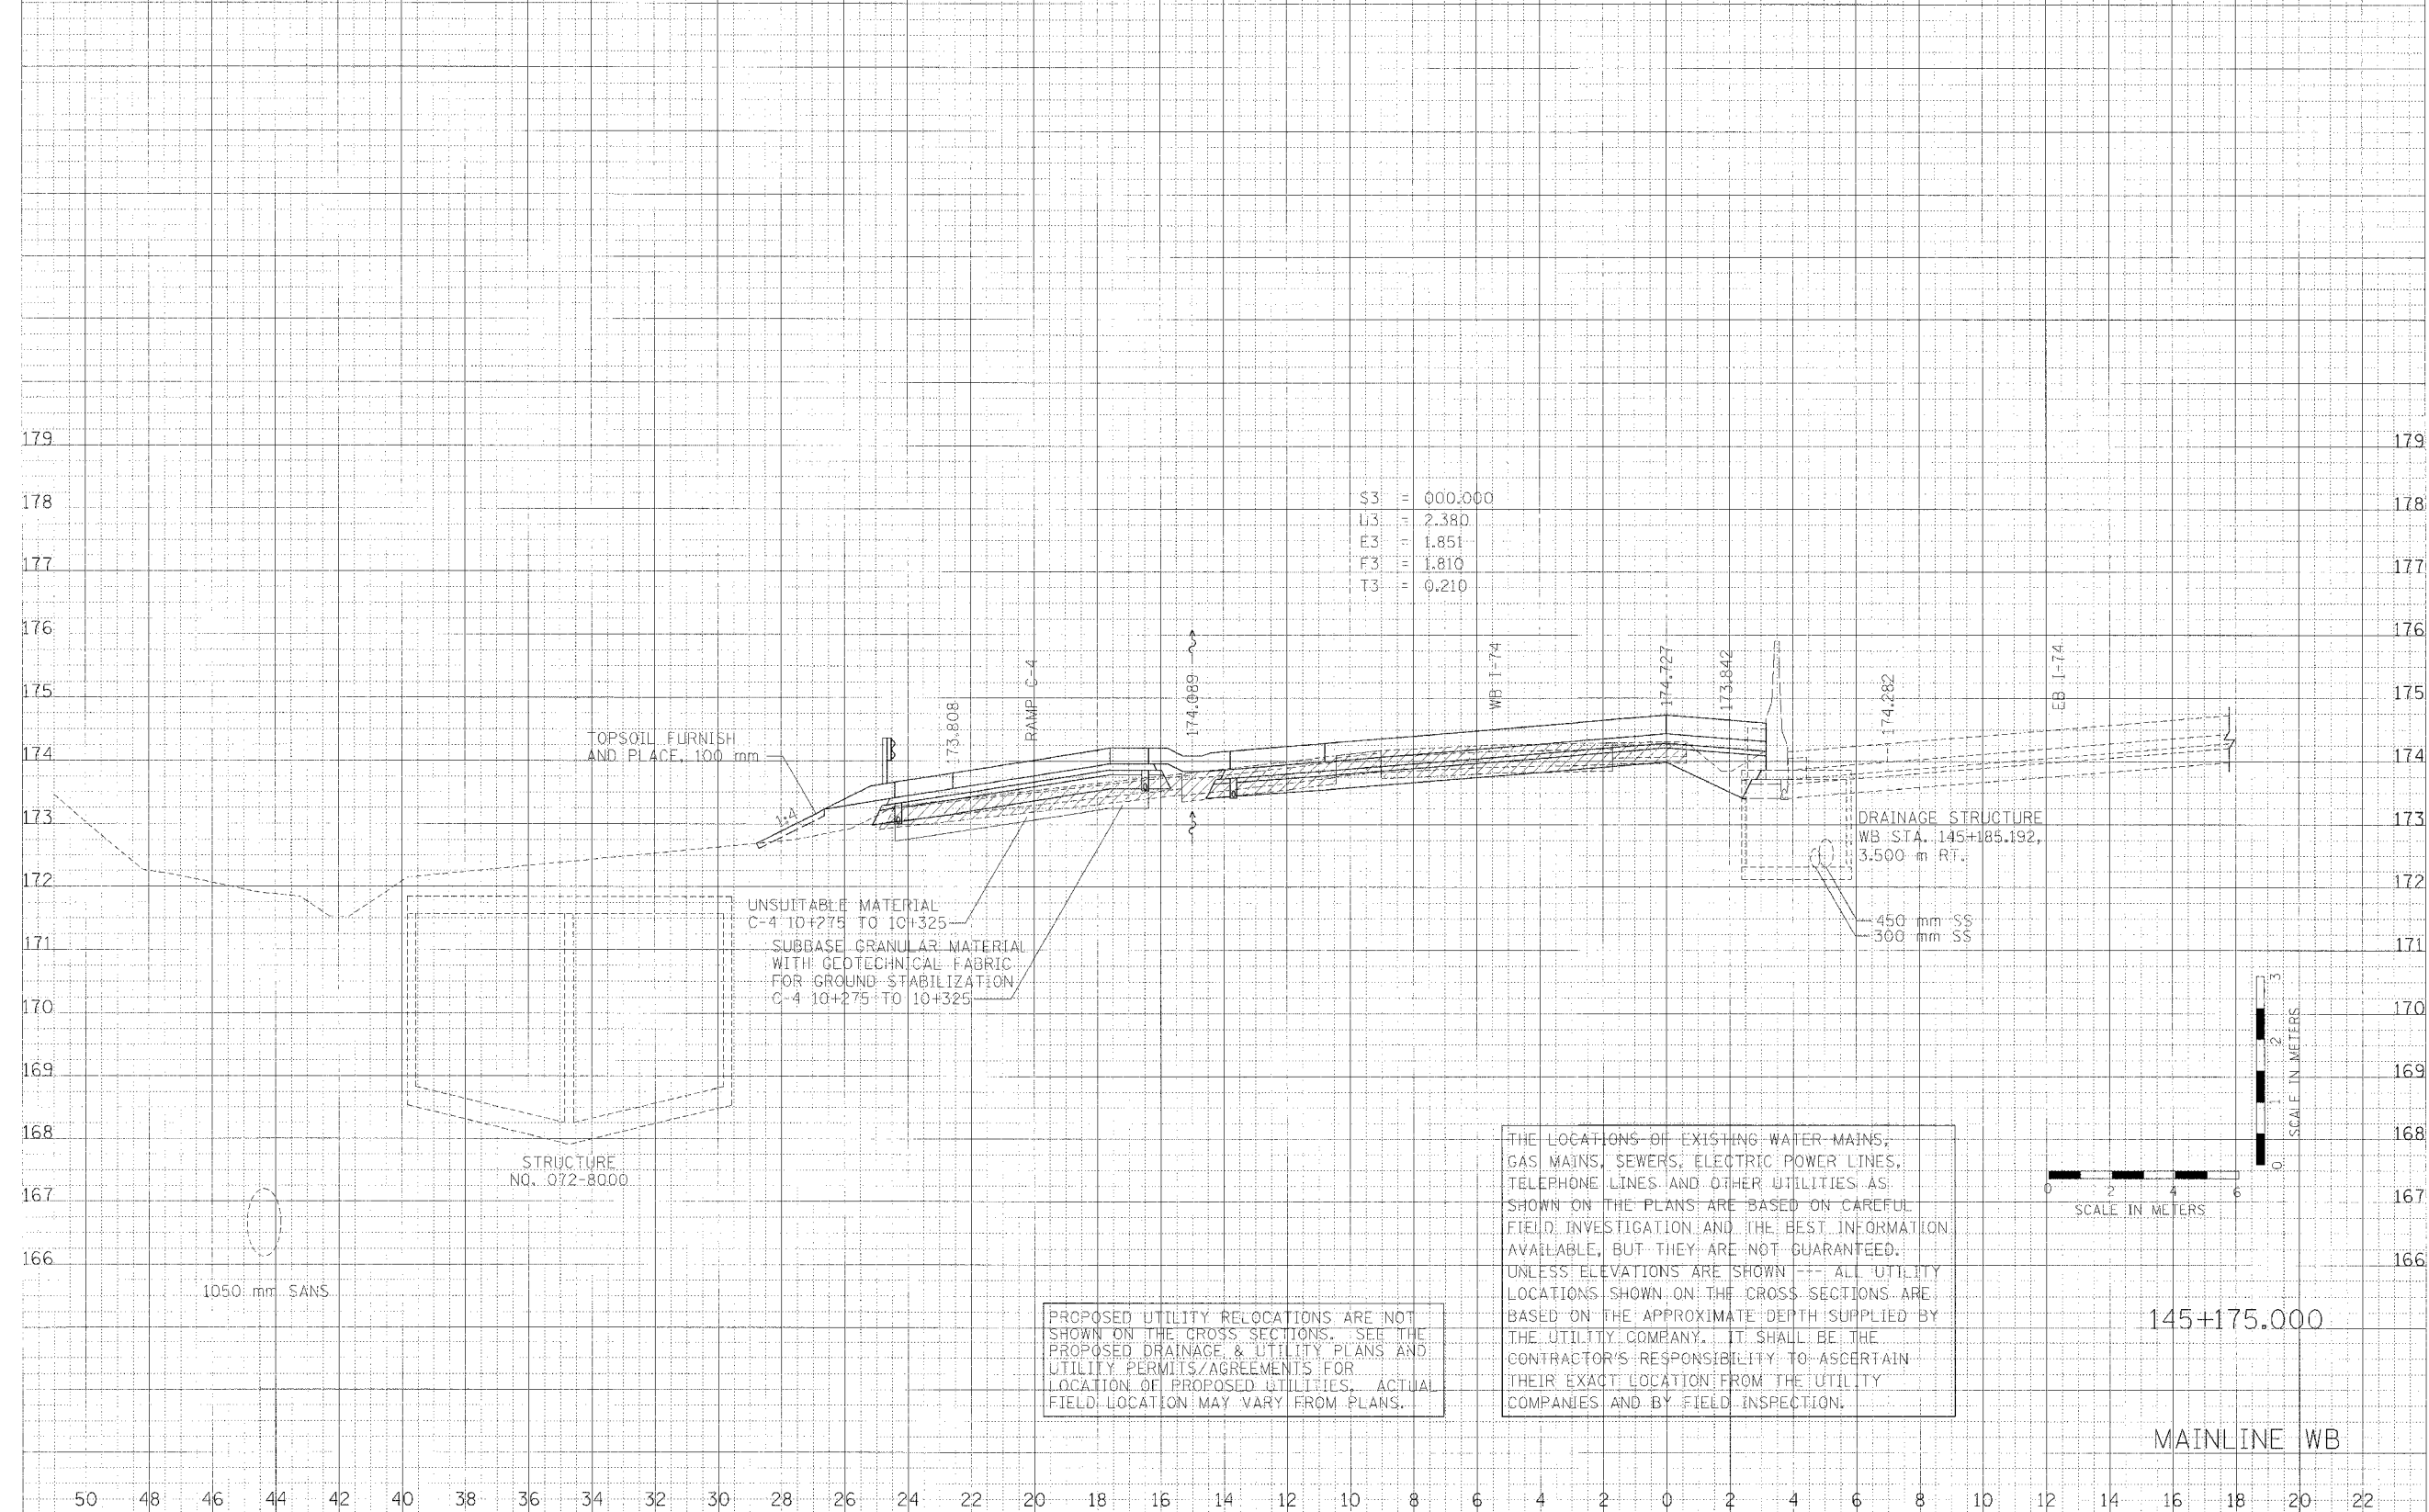 179 179
178 178
S3 = 000.000
U3 = 2.380
E3 = 1.851
F3 = 1.810
T3 = 0.210
177 177
176 176
175 175
174 174
173 173
172 172
171 171
170 170
169 169
168 168
167 167
166 166
TOPSOIL FURNISH
AND PLACE, 100 mm
1:4
173.808
RAMP C-4
174.089
WB I-74
174.727
173.842
174.282
EB I-74
DRAINAGE STRUCTURE
WB STA. 145+185.192,
3.500 m RT.
450 mm SS
300 mm SS
UNSUITABLE MATERIAL
C-4 10+275 TO 10+325
SUBBASE GRANULAR MATERIAL
WITH GEOTECHNICAL FABRIC
FOR GROUND STABILIZATION
C-4 10+275 TO 10+325
STRUCTURE
NO. 072-8000
1050 mm SANS
0 1 2 3
SCALE IN METERS
0 2 4 6
SCALE IN METERS
THE LOCATIONS OF EXISTING WATER MAINS,
GAS MAINS, SEWERS, ELECTRIC POWER LINES,
TELEPHONE LINES AND OTHER UTILITIES AS
SHOWN ON THE PLANS ARE BASED ON CAREFUL
FIELD INVESTIGATION AND THE BEST INFORMATION
AVAILABLE, BUT THEY ARE NOT GUARANTEED.
UNLESS ELEVATIONS ARE SHOWN --- ALL UTILITY
LOCATIONS SHOWN ON THE CROSS SECTIONS ARE
BASED ON THE APPROXIMATE DEPTH SUPPLIED BY
THE UTILITY COMPANY. IT SHALL BE THE
CONTRACTOR'S RESPONSIBILITY TO ASCERTAIN
THEIR EXACT LOCATION FROM THE UTILITY
COMPANIES AND BY FIELD INSPECTION.
PROPOSED UTILITY RELOCATIONS ARE NOT
SHOWN ON THE CROSS SECTIONS. SEE THE
PROPOSED DRAINAGE & UTILITY PLANS AND
UTILITY PERMITS/AGREEMENTS FOR
LOCATION OF PROPOSED UTILITIES. ACTUAL
FIELD LOCATION MAY VARY FROM PLANS.
145+175.000
MAINLINE WB
50 48 46 44 42 40 38 36 34 32 30 28 26 24 22 20 18 16 14 12 10 8 6 4 2 0 2 4 6 8 10 12 14 16 18 20 22